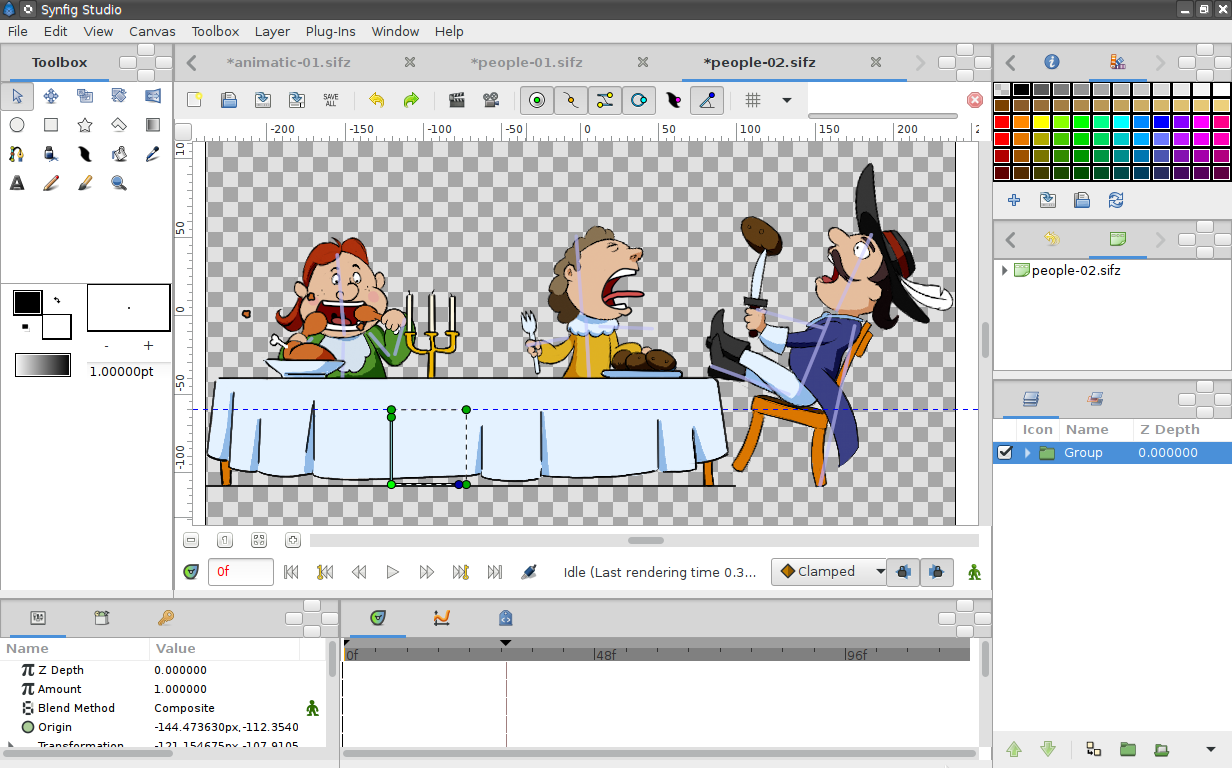 Synfig Studio
File Edit View Canvas Toolbox Layer Plug-Ins Window Help
Toolbox
*animatic-01.sifz *people-01.sifz *people-02.sifz
SAVE ALL
-200 -150 -100 -50 0 50 100 150 200
50
0
-50
-100
people-02.sifz
- +
1.00000pt
Icon Name Z Depth
Group 0.000000
0f Idle (Last rendering time 0.3... Clamped
Name Value
0f 48f 96f
Z Depth 0.000000
Amount 1.000000
Blend Method Composite
Origin -144.473630px,-112.3540
Transformation -121.154675px,-107.9105